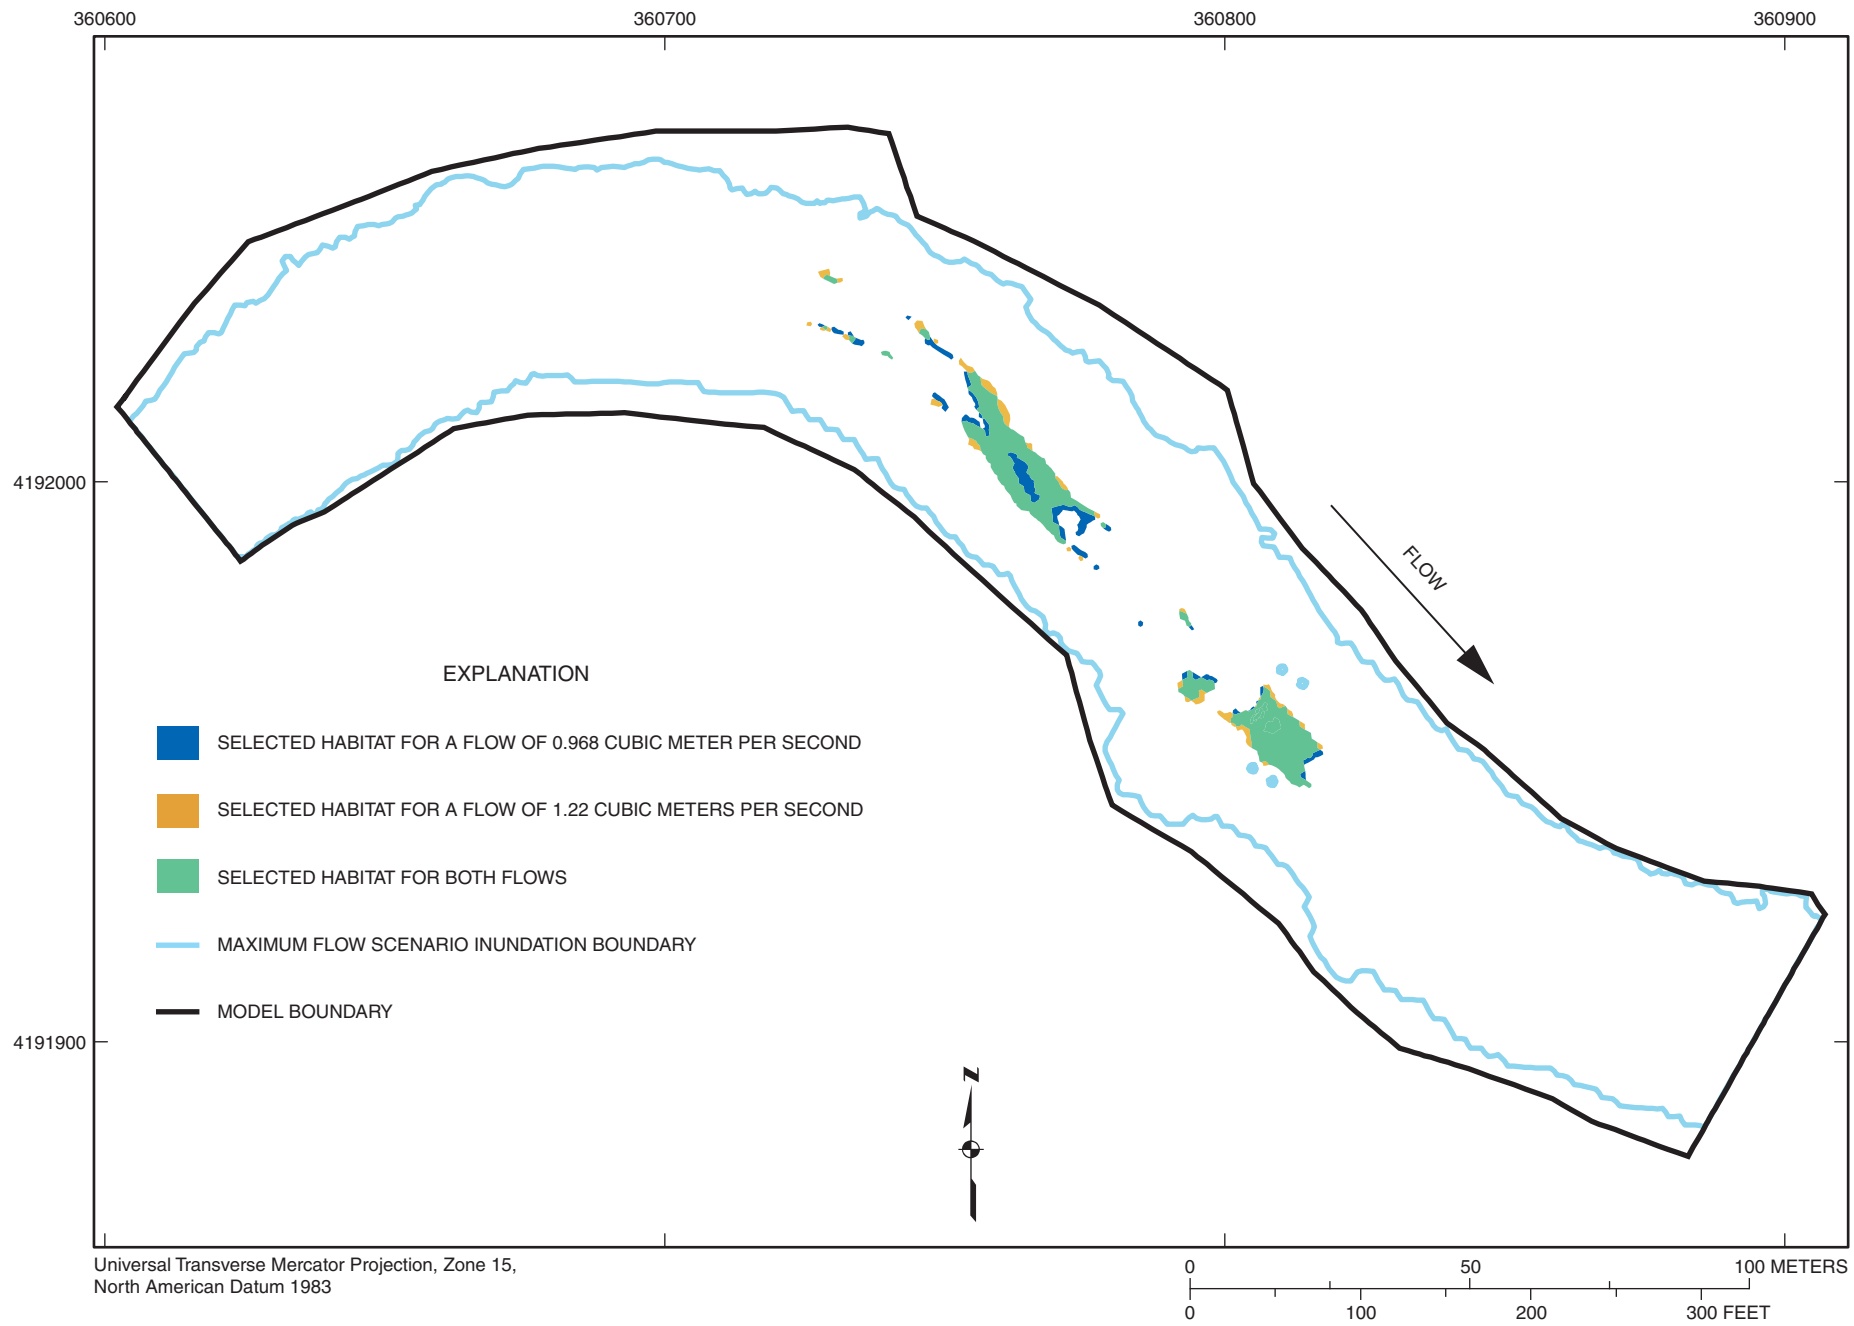 360600
360700
360800
360900
4192000
FLOW
EXPLANATION
SELECTED HABITAT FOR A FLOW OF 0.968 CUBIC METER PER SECOND
SELECTED HABITAT FOR A FLOW OF 1.22 CUBIC METERS PER SECOND
SELECTED HABITAT FOR BOTH FLOWS
MAXIMUM FLOW SCENARIO INUNDATION BOUNDARY
MODEL BOUNDARY
4191900
N
Universal Transverse Mercator Projection, Zone 15,
North American Datum 1983
0 50 100 METERS
0 100 200 300 FEET